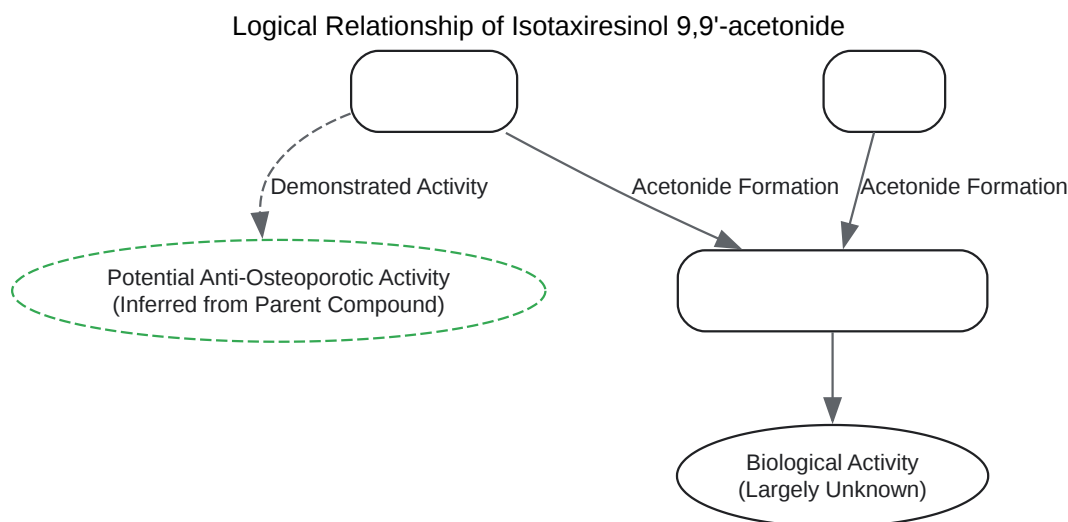 Logical Relationship of Isotaxiresinol 9,9'-acetonide
Demonstrated Activity
Acetonide Formation
Acetonide Formation
Potential Anti-Osteoporotic Activity
(Inferred from Parent Compound)
Biological Activity
(Largely Unknown)